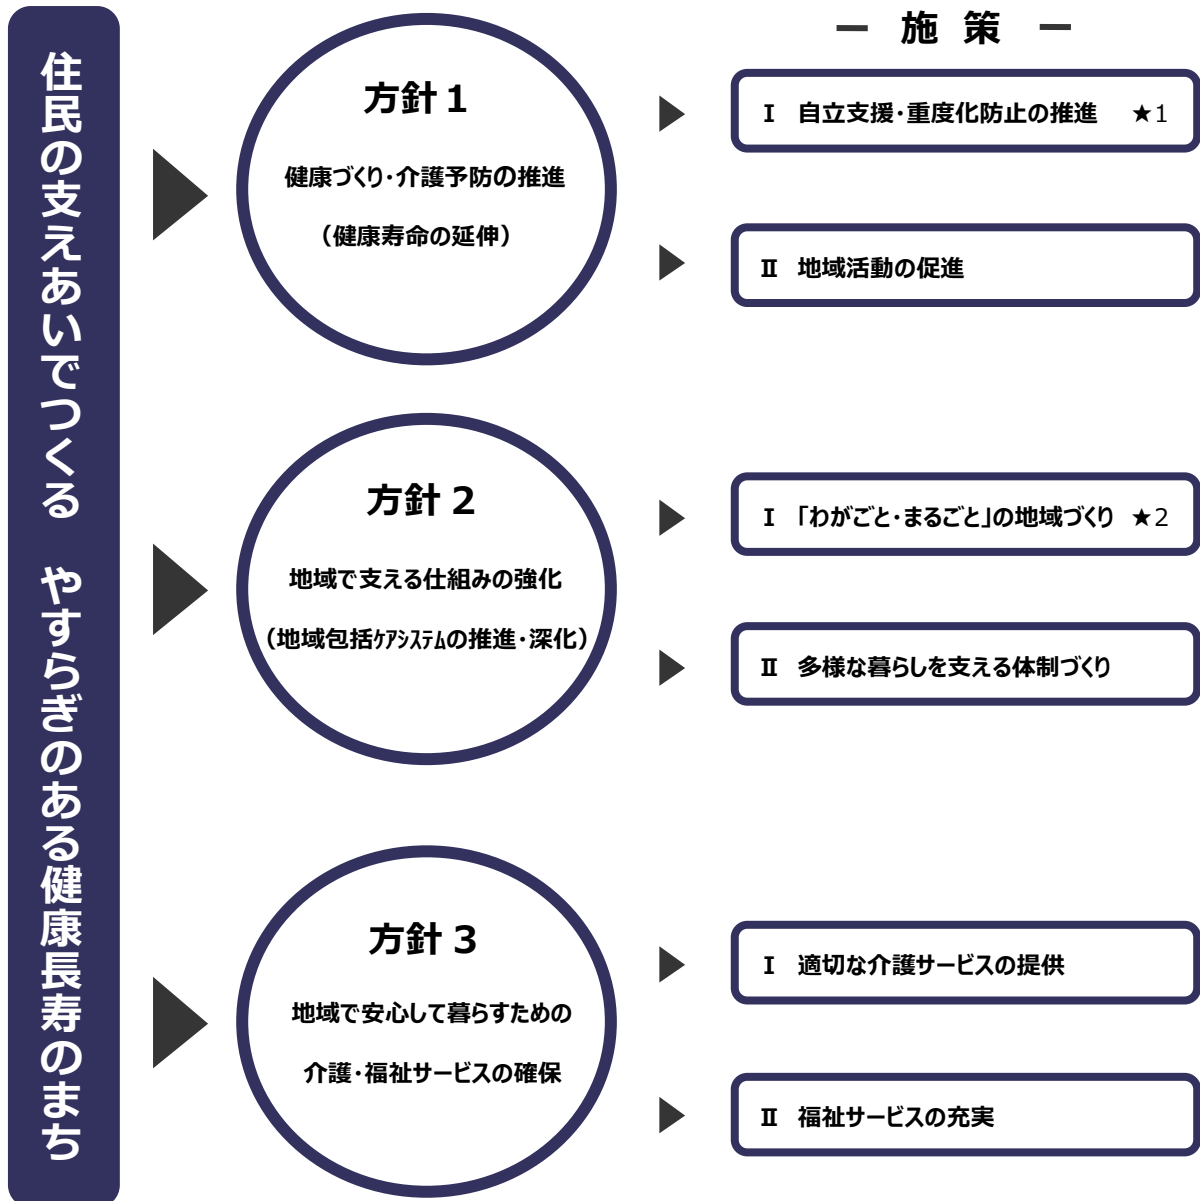 住民の支えあいでつくる　やすらぎのある健康長寿のまち
― 施 策 ―
方針 1
健康づくり・介護予防の推進
（健康寿命の延伸）
Ⅰ 自立支援・重度化防止の推進 ★1
Ⅱ 地域活動の促進
方針 2
地域で支える仕組みの強化
（地域包括ｹｱｼｽﾃﾑの推進・深化）
Ⅰ 「わがごと・まるごと」の地域づくり ★2
Ⅱ 多様な暮らしを支える体制づくり
方針 3
地域で安心して暮らすための
介護・福祉サービスの確保
Ⅰ 適切な介護サービスの提供
Ⅱ 福祉サービスの充実